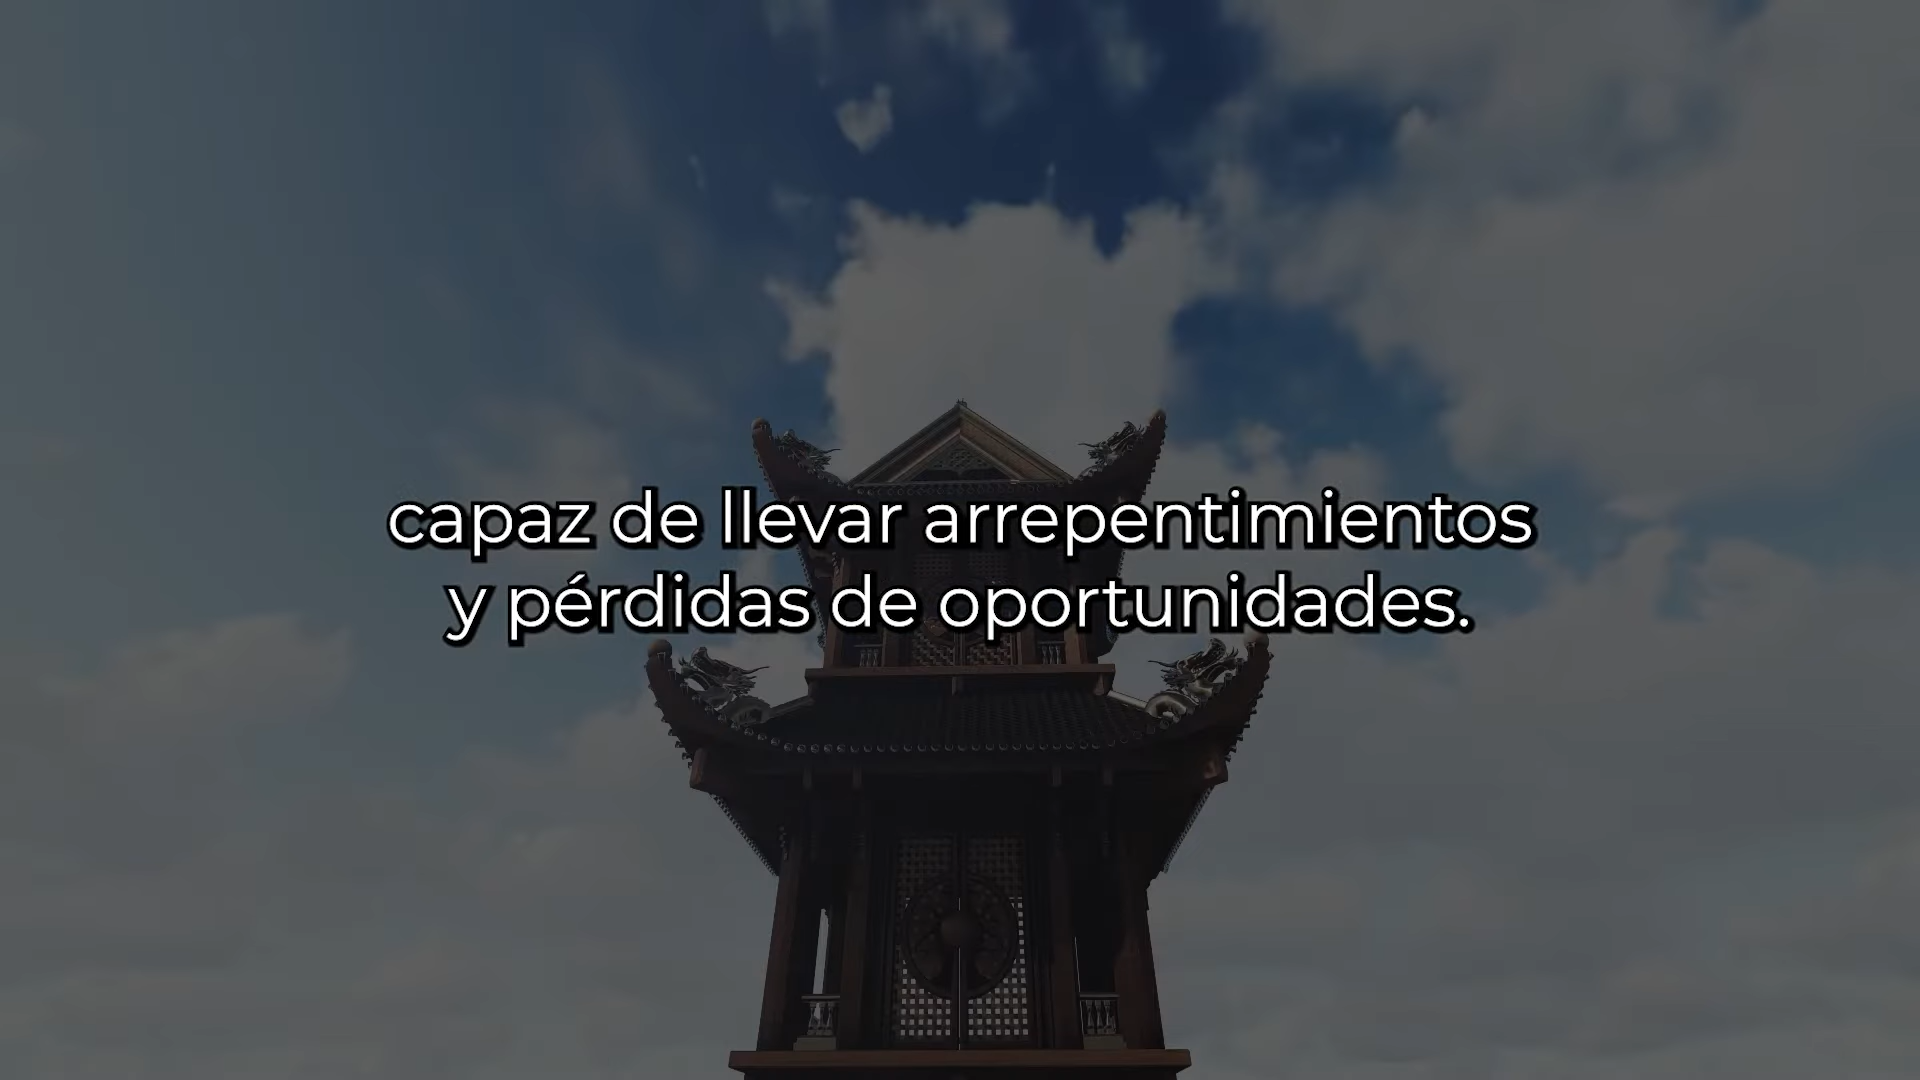 capaz de llevar arrepentimientos
y pérdidas de oportunidades.